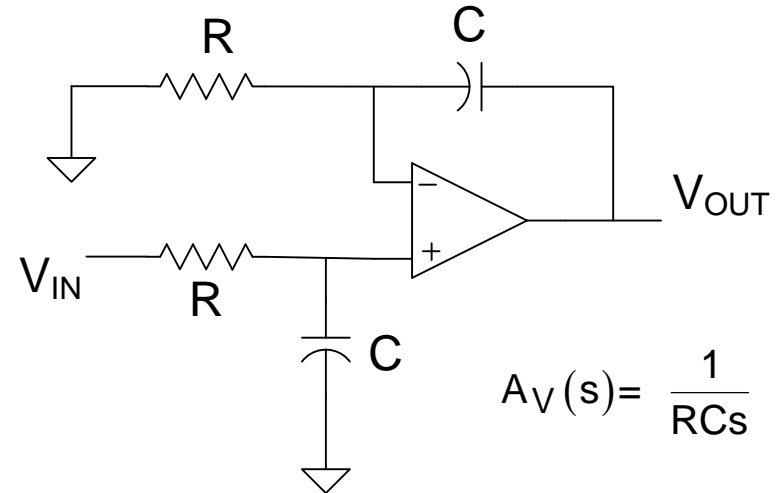 R
C
−
V_OUT
+
V_IN
R
C
A_V(s)= 1/RCs